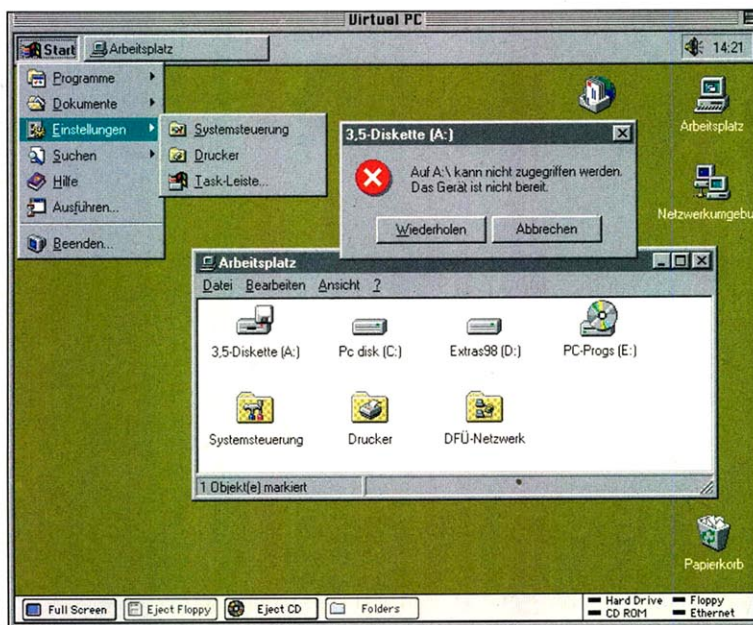 Virtual PC
Start
Arbeitsplatz
14:21
Programme
Dokumente
Einstellungen
Suchen
Hilfe
Ausführen...
Beenden...
Systemsteuerung
Drucker
Task-Leiste...
3,5-Diskette (A:)
Auf A:\ kann nicht zugegriffen werden.
Das Gerät ist nicht bereit.
Wiederholen
Abbrechen
Arbeitsplatz
Netzwerkumgebu
Arbeitsplatz
Datei Bearbeiten Ansicht ?
3,5-Diskette (A:) Pc disk (C:) Extras98 (D:) PC-Progs (E:)
Systemsteuerung Drucker DFÜ-Netzwerk
1 Objekt(e) markiert
Papierkorb
Full Screen Eject Floppy Eject CD Folders
Hard Drive Floppy
CD ROM Ethernet